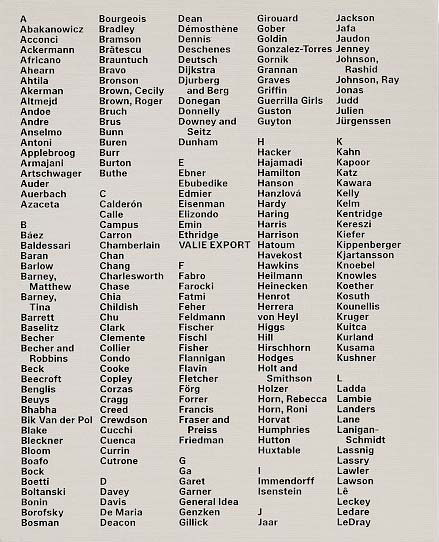 A
Abakanowicz
Acconci
Ackermann
Africano
Ahearn
Ahtila
Akerman
Altmejd
Andoe
Andre
Anselmo
Antoni
Applebroog
Armajani
Artschwager
Auder
Auerbach
Azaceta
B
Báez
Baldessari
Baran
Barlow
Barney,
Matthew
Barney,
Tina
Barrett
Baselitz
Becher
Becher and
Robbins
Beck
Beecroft
Benglis
Beuys
Bhabha
Bik Van der Pol
Blake
Bleckner
Bloom
Boafo
Bock
Boetti
Boltanski
Bonin
Borofsky
Bosman
Bourgeois
Bradley
Bramson
Brătescu
Brauntuch
Bravo
Bronson
Brown, Cecily
Brown, Roger
Bruch
Brus
Bunn
Buren
Burr
Burton
Buthe
C
Calderón
Calle
Campus
Carron
Chamberlain
Chan
Chang
Charlesworth
Chase
Chia
Childish
Chu
Clark
Clemente
Collier
Condo
Cooke
Copley
Corzas
Cragg
Creed
Crewdson
Cucchi
Cuenca
Currin
Cutrone
D
Davey
Davis
De Maria
Deacon
Dean
Démosthène
Dennis
Deschenes
Deutsch
Dijkstra
Djurberg
and Berg
Donegan
Donnelly
Downey and
Seitz
Dunham
E
Ebner
Ebubedike
Edmier
Eisenman
Elizondo
Emin
Ethridge
VALIE EXPORT
F
Fabro
Farocki
Fatmi
Feher
Feldmann
Fischer
Fischl
Fisher
Flannigan
Flavin
Fletcher
Förg
Forrer
Francis
Fraser and
Preiss
Friedman
G
Ga
Garet
Garner
General Idea
Genzken
Gillick
Girouard
Gober
Goldin
Gonzalez-Torres
Gornik
Grannan
Graves
Griffin
Guerrilla Girls
Guston
Guyton
H
Hacker
Hajamadi
Hamilton
Hanson
Hanzlová
Hardy
Haring
Harris
Harrison
Hatoum
Havekost
Hawkins
Heilmann
Heinecken
Henrot
Herrera
von Heyl
Higgs
Hill
Hirschhorn
Hodges
Holt and
Smithson
Holzer
Horn, Rebecca
Horn, Roni
Horvat
Humphries
Hutton
Huxtable
I
Immendorff
Isenstein
J
Jaar
Jackson
Jafa
Jaudon
Jenney
Johnson,
Rashid
Johnson, Ray
Jonas
Judd
Julien
Jürgenssen
K
Kahn
Kapoor
Katz
Kawara
Kelly
Kelm
Kentridge
Kereszi
Kiefer
Kippenberger
Kjartansson
Knoebel
Knowles
Koether
Kosuth
Kounellis
Kruger
Kuitca
Kurland
Kusama
Kushner
L
Ladda
Lambie
Landers
Lane
Lanigan-
Schmidt
Lassnig
Lassry
Lawler
Lawson
Lê
Leckey
Ledare
LeDray